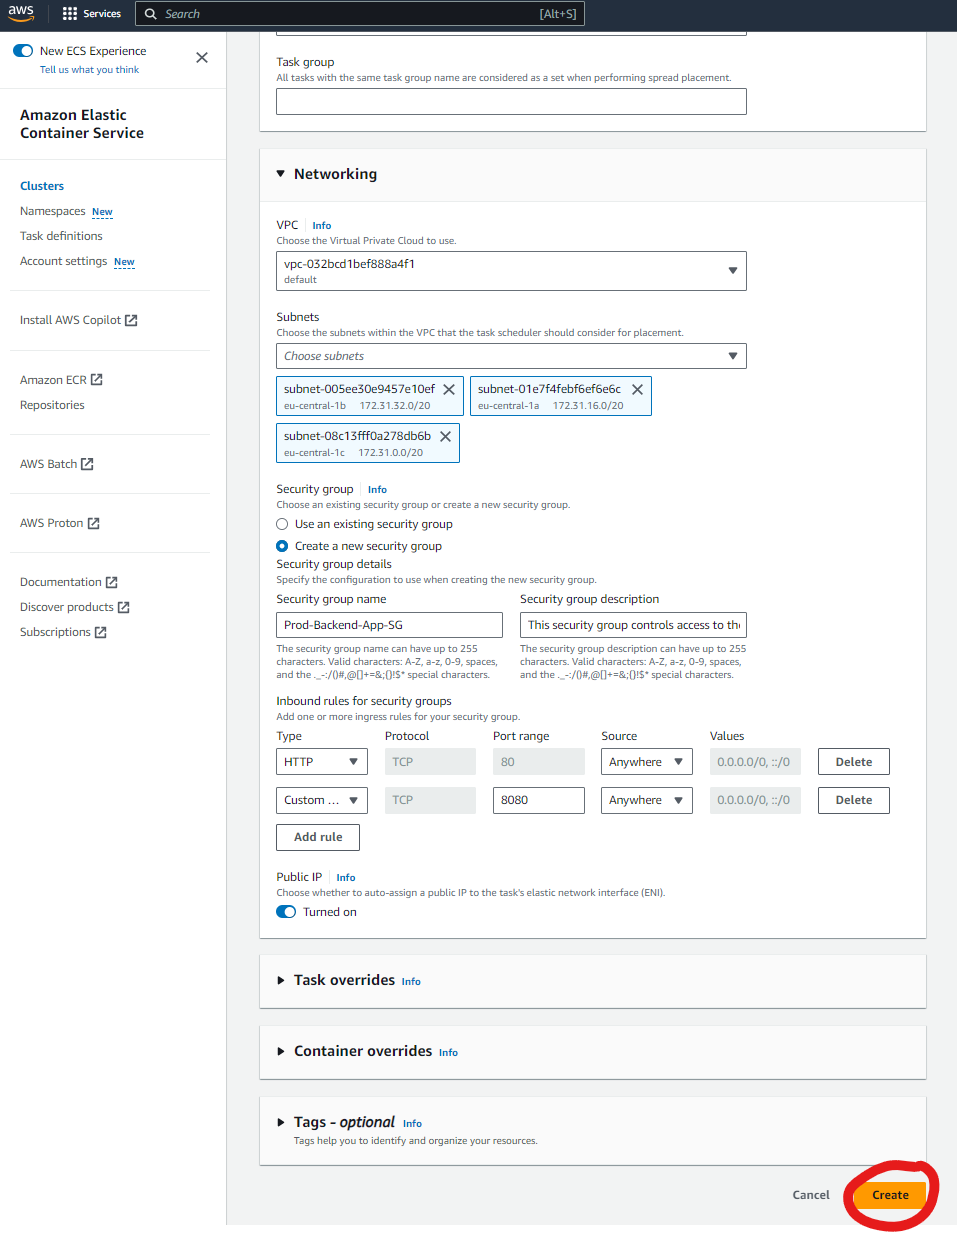 aws
Services
Search
[Alt+S]
New ECS Experience
Tell us what you think
Amazon Elastic
Container Service
Clusters
Namespaces New
Task definitions
Account settings New
Install AWS Copilot
Amazon ECR
Repositories
AWS Batch
AWS Proton
Documentation
Discover products
Subscriptions
Task group
All tasks with the same task group name are considered as a set when performing spread placement.
Networking
VPC Info
Choose the Virtual Private Cloud to use.
vpc-032bcd1bef888a4f1
default
Subnets
Choose the subnets within the VPC that the task scheduler should consider for placement.
Choose subnets
subnet-005ee30e9457e10ef
eu-central-1b 172.31.32.0/20
subnet-01e7f4febf6ef6e6c
eu-central-1a 172.31.16.0/20
subnet-08c13fff0a278db6b
eu-central-1c 172.31.0.0/20
Security group Info
Choose an existing security group or create a new security group.
Use an existing security group
Create a new security group
Security group details
Specify the configuration to use when creating the new security group.
Security group name
Prod-Backend-App-SG
The security group name can have up to 255
characters. Valid characters: A-Z, a-z, 0-9, spaces,
and the ._-:/()#,@[]+=&;{}!$* special characters.
Security group description
This security group controls access to the
The security group description can have up to 255
characters. Valid characters: A-Z, a-z, 0-9, spaces,
and the ._-:/()#,@[]+=&;{}!$* special characters.
Inbound rules for security groups
Add one or more ingress rules for your security group.
Type Protocol Port range Source Values
HTTP TCP 80 Anywhere 0.0.0.0/0, ::/0 Delete
Custom ... TCP 8080 Anywhere 0.0.0.0/0, ::/0 Delete
Add rule
Public IP Info
Choose whether to auto-assign a public IP to the task's elastic network interface (ENI).
Turned on
Task overrides Info
Container overrides Info
Tags - optional Info
Tags help you to identify and organize your resources.
Cancel
Create